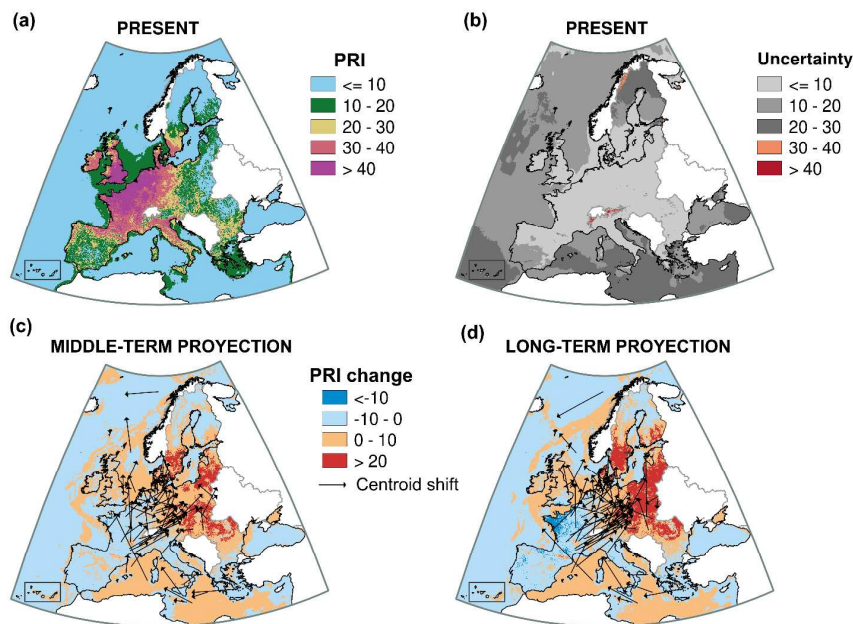 (a)
PRESENT
PRI
<= 10
10 - 20
20 - 30
30 - 40
> 40
(b)
PRESENT
Uncertainty
<= 10
10 - 20
20 - 30
30 - 40
> 40
(c)
MIDDLE-TERM PROYECTION
PRI change
<-10
-10 - 0
0 - 10
> 20
Centroid shift
(d)
LONG-TERM PROYECTION